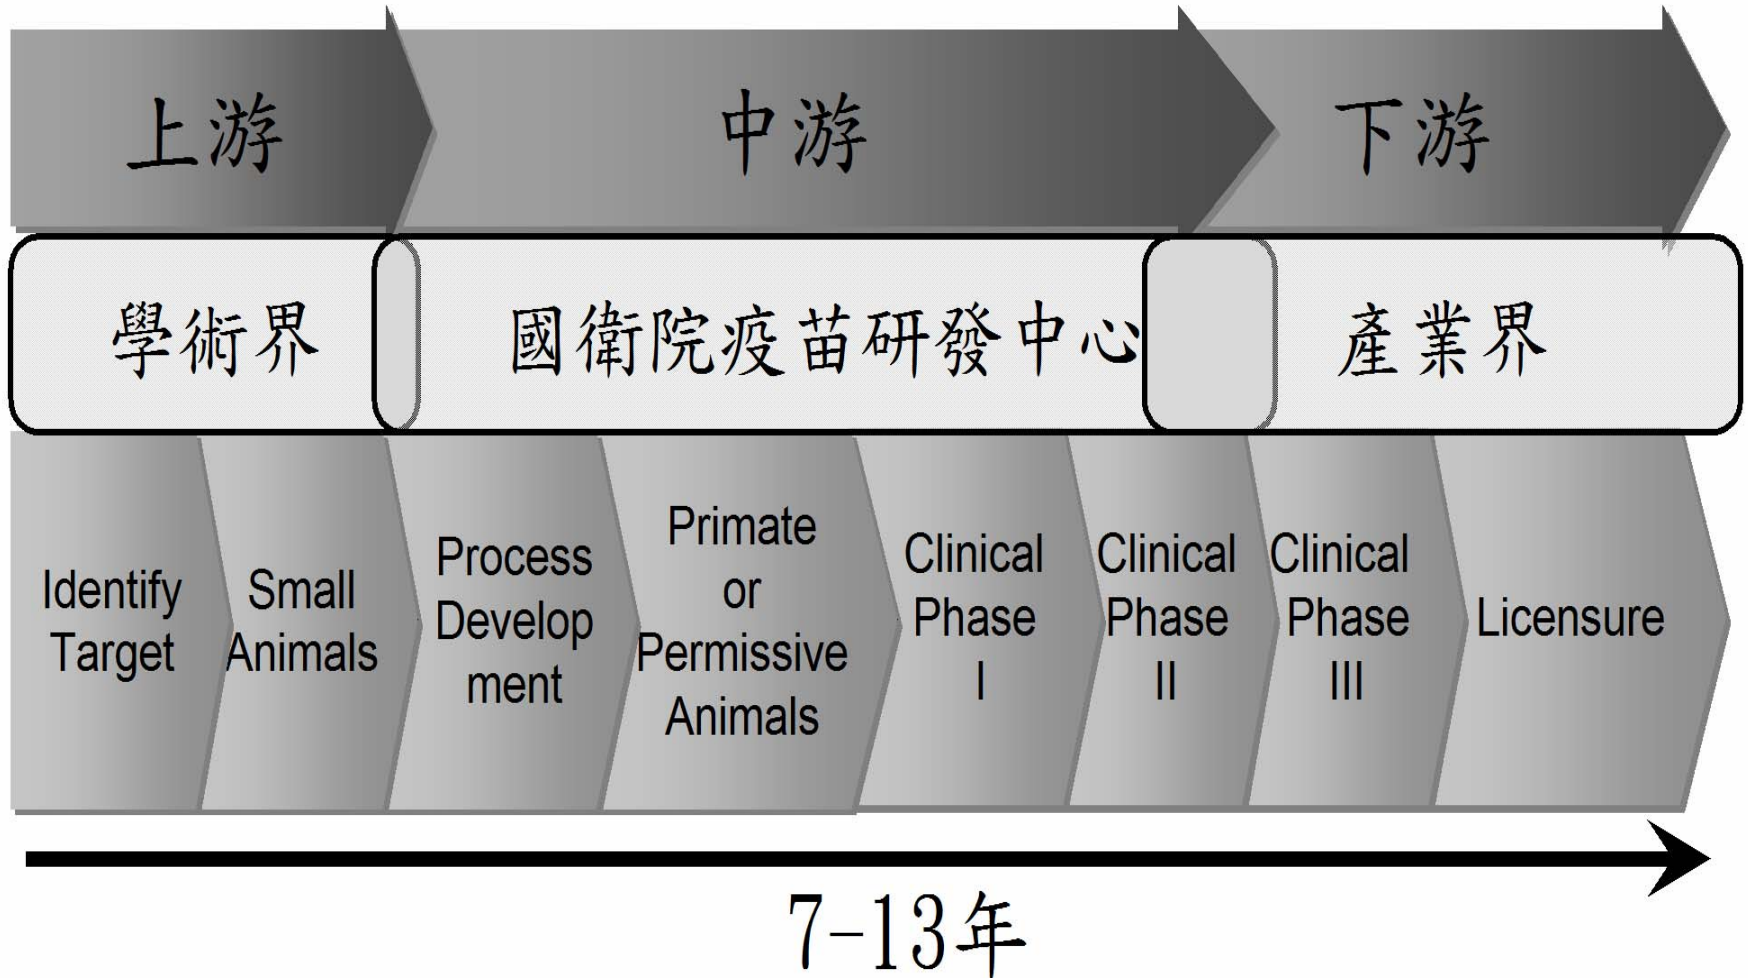 上游
中游
下游
學術界
國衛院疫苗研發中心
產業界
Identify
Target
Small
Animals
Process
Develop
ment
Primate
or
Permissive
Animals
Clinical
Phase
I
Clinical
Phase
II
Clinical
Phase
III
Licensure
7-13年